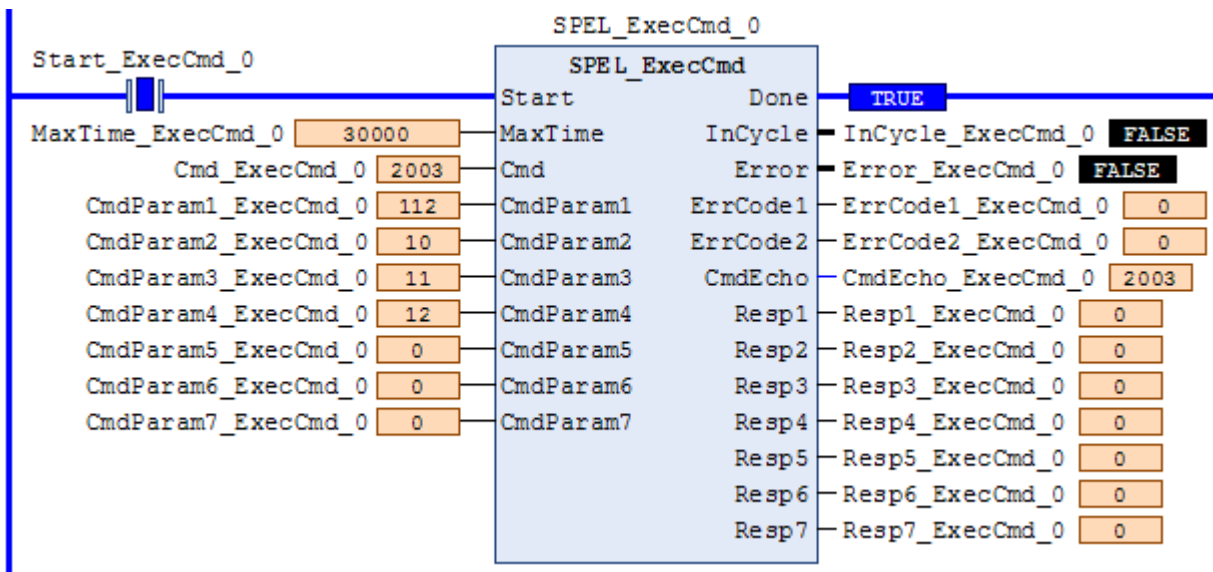 SPEL_ExecCmd_0
Start_ExecCmd_0
SPEL_ExecCmd
Start Done TRUE
MaxTime_ExecCmd_0 30000 MaxTime InCycle InCycle_ExecCmd_0 FALSE
Cmd_ExecCmd_0 2003 Cmd Error Error_ExecCmd_0 FALSE
CmdParam1_ExecCmd_0 112 CmdParam1 ErrCode1 ErrCode1_ExecCmd_0 0
CmdParam2_ExecCmd_0 10 CmdParam2 ErrCode2 ErrCode2_ExecCmd_0 0
CmdParam3_ExecCmd_0 11 CmdParam3 CmdEcho CmdEcho_ExecCmd_0 2003
CmdParam4_ExecCmd_0 12 CmdParam4 Resp1 Resp1_ExecCmd_0 0
CmdParam5_ExecCmd_0 0 CmdParam5 Resp2 Resp2_ExecCmd_0 0
CmdParam6_ExecCmd_0 0 CmdParam6 Resp3 Resp3_ExecCmd_0 0
CmdParam7_ExecCmd_0 0 CmdParam7 Resp4 Resp4_ExecCmd_0 0
Resp5 Resp5_ExecCmd_0 0
Resp6 Resp6_ExecCmd_0 0
Resp7 Resp7_ExecCmd_0 0